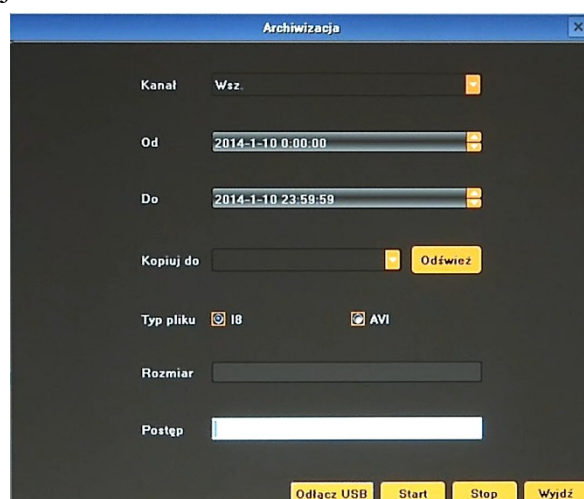 Archiwizacja
Kanał Wsz.
Od 2014-1-10 0:00:00
Do 2014-1-10 23:59:59
Kopiuj do Odśwież
Typ pliku I8 AVI
Rozmiar
Postęp
Odłącz USB Start Stop Wyjdź